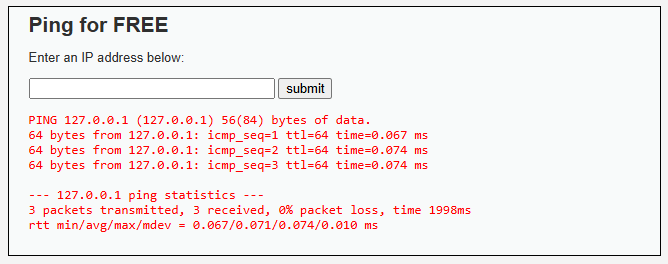 Ping for FREE
Enter an IP address below:
submit
PING 127.0.0.1 (127.0.0.1) 56(84) bytes of data.
64 bytes from 127.0.0.1: icmp_seq=1 ttl=64 time=0.067 ms
64 bytes from 127.0.0.1: icmp_seq=2 ttl=64 time=0.074 ms
64 bytes from 127.0.0.1: icmp_seq=3 ttl=64 time=0.074 ms
--- 127.0.0.1 ping statistics ---
3 packets transmitted, 3 received, 0% packet loss, time 1998ms
rtt min/avg/max/mdev = 0.067/0.071/0.074/0.010 ms